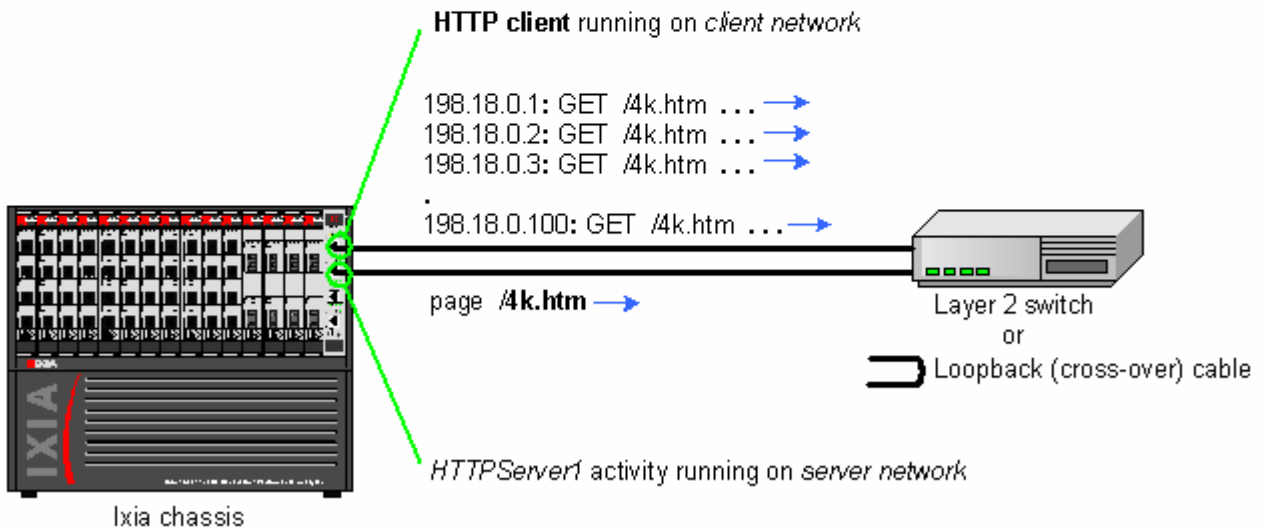 HTTP client running on client network
198.18.0.1: GET /4k.htm ...
198.18.0.2: GET /4k.htm ...
198.18.0.3: GET /4k.htm ...
.
198.18.0.100: GET /4k.htm ...
page /4k.htm
Layer 2 switch
or
Loopback (cross-over) cable
IXIA
IXIA
HTTPServer1 activity running on server network
Ixia chassis